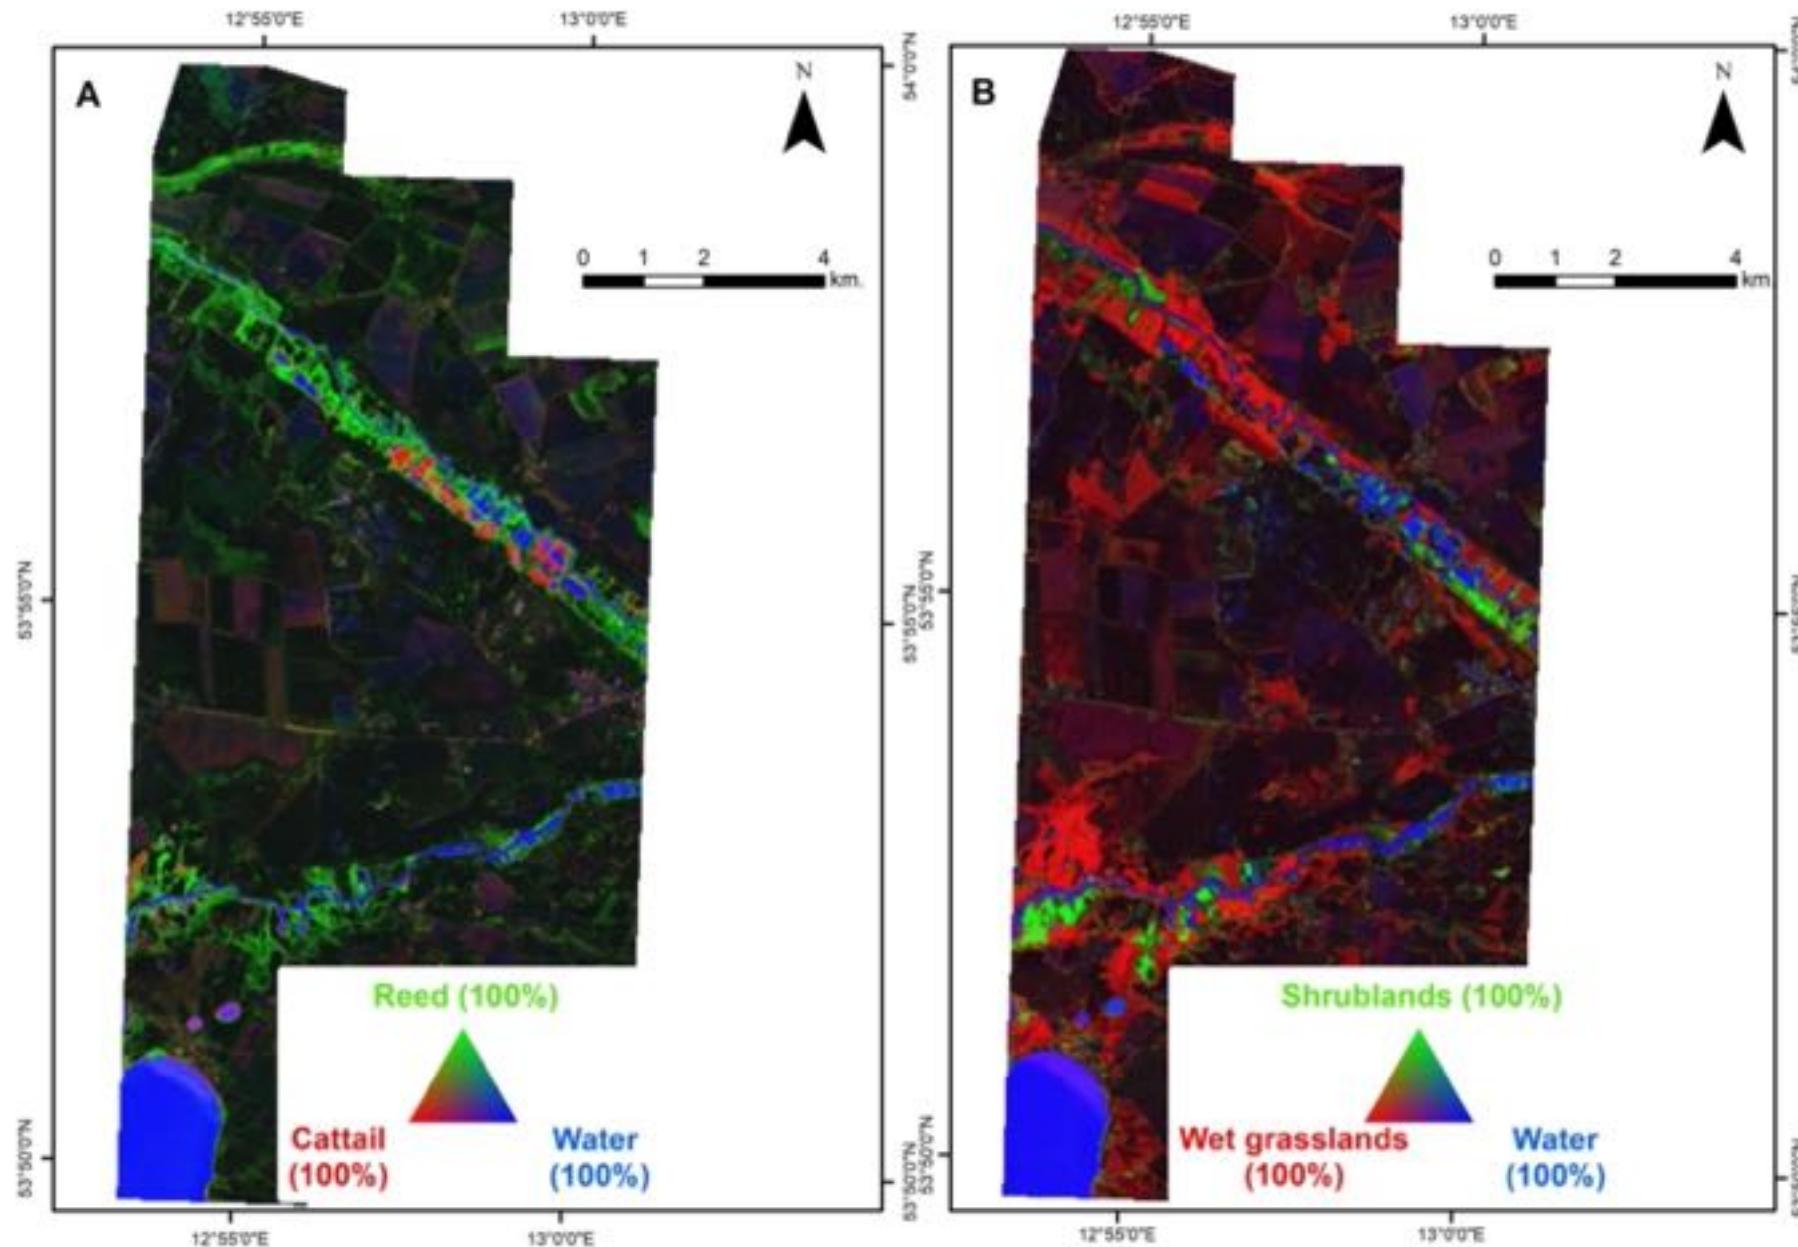 12°55'0"E 13°0'0"E
12°55'0"E 13°0'0"E
A
N
B
N
54°0'0"N
0 1 2 4
km.
0 1 2 4
km
53°55'0"N
53°55'0"N
53°55'0"N
Reed (100%)
Shrublands (100%)
Cattail
(100%)
Water
(100%)
Wet grasslands
(100%)
Water
(100%)
53°50'0"N
53°50'0"N
53°50'0"N
12°55'0"E 13°0'0"E
12°55'0"E 13°0'0"E